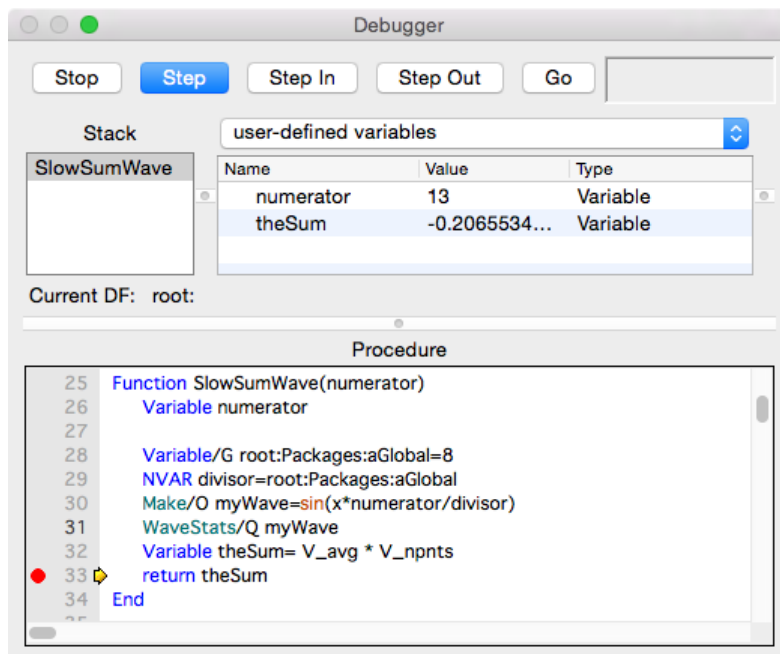 Debugger
Stop Step Step In Step Out Go
Stack user-defined variables
SlowSumWave Name Value Type
numerator 13 Variable
theSum -0.2065534... Variable
Current DF: root:
Procedure
25 Function SlowSumWave(numerator)
26 Variable numerator
27
28 Variable/G root:Packages:aGlobal=8
29 NVAR divisor=root:Packages:aGlobal
30 Make/O myWave=sin(x*numerator/divisor)
31 WaveStats/Q myWave
32 Variable theSum= V_avg * V_npnts
33 return theSum
34 End